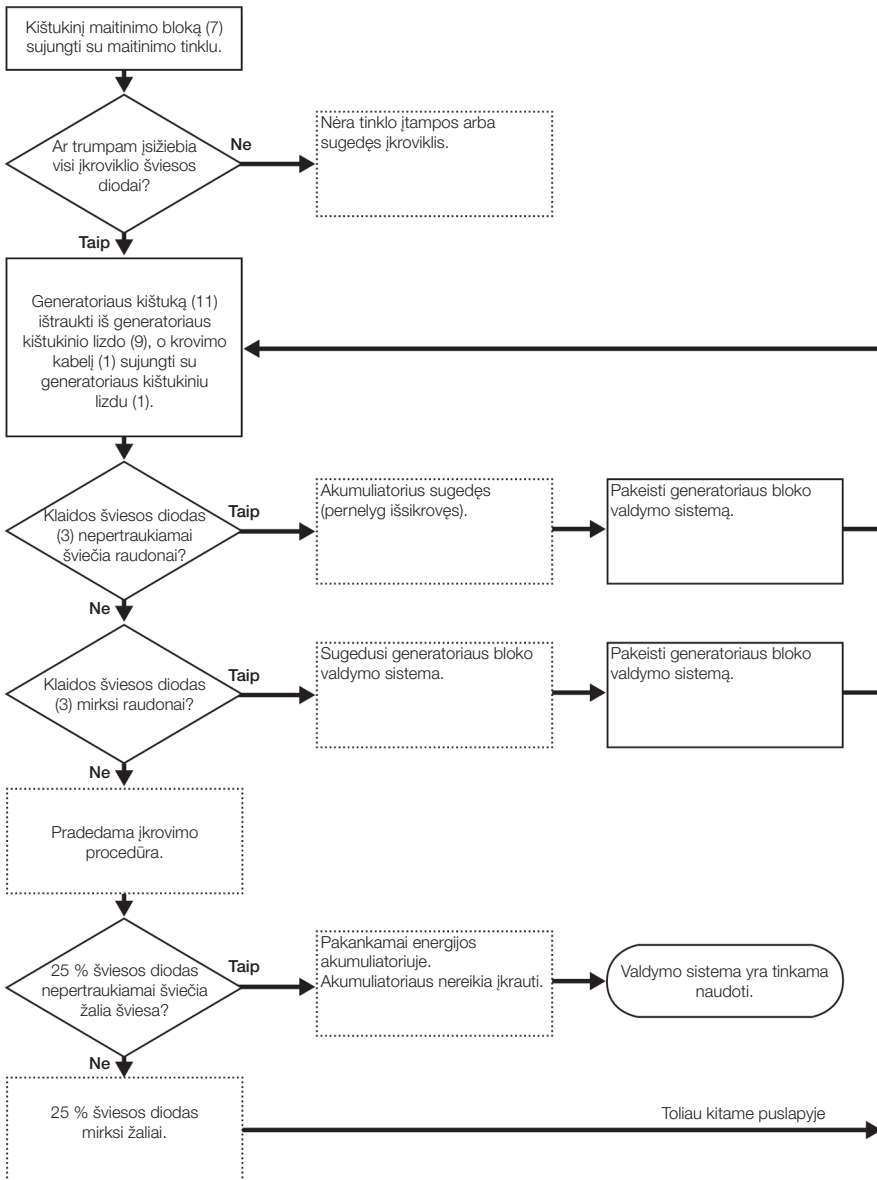 Kištukinį maitinimo bloką (7)
sujungti su maitinimo tinklu.
Ar trumpam įsižiebia
visi įkroviklio šviesos
diodai?
Ne
Nėra tinklo įtampos arba
sugedęs įkroviklis.
Taip
Generatoriaus kištuką (11)
ištraukti iš generatoriaus
kištukinio lizdo (9), o krovimo
kabelį (1) sujungti su
generatoriaus kištukiniu
lizdu (1).
Klaidos šviesos diodas
(3) nepertraukiamai
šviečia raudonai?
Taip
Akumuliatorius sugedęs
(pernelyg išsikrovęs).
Pakeisti generatoriaus bloko
valdymo sistemą.
Ne
Klaidos šviesos diodas
(3) mirksi raudonai?
Taip
Sugedusi generatoriaus bloko
valdymo sistema.
Pakeisti generatoriaus bloko
valdymo sistemą.
Ne
Pradedama įkrovimo
procedūra.
25 % šviesos diodas
nepertraukiamai šviečia
žalia šviesa?
Taip
Pakankamai energijos
akumuliatoriuje.
Akumuliatoriaus nereikia įkrauti.
Valdymo sistema yra tinkama
naudoti.
Ne
25 % šviesos diodas
mirksi žaliai.
Toliau kitame puslapyje